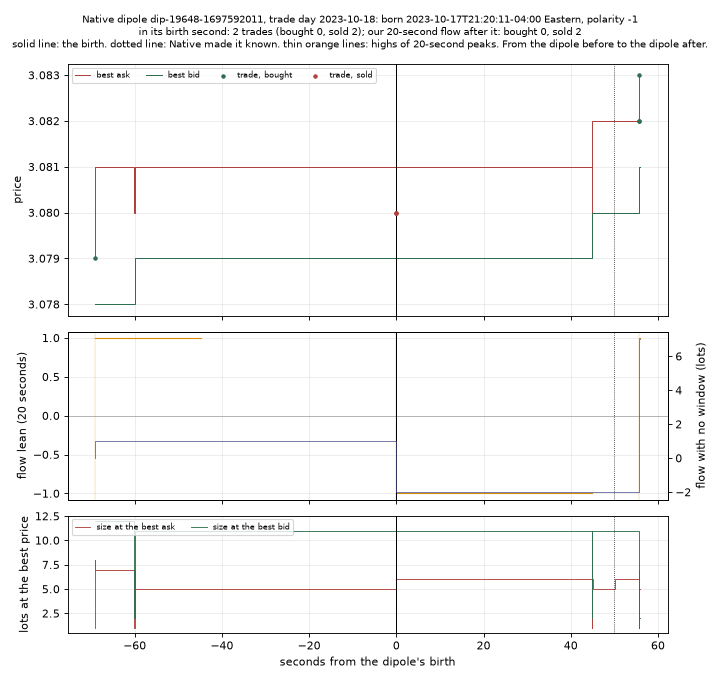 Native dipole dip-19648-1697592011, trade day 2023-10-18: born 2023-10-17T21:20:11-04:00 Eastern, polarity -1
in its birth second: 2 trades (bought 0, sold 2); our 20-second flow after it: bought 0, sold 2
solid line: the birth. dotted line: Native made it known. thin orange lines: highs of 20-second peaks. From the dipole before to the dipole after.
best ask best bid trade, bought trade, sold
3.083
3.082
3.081
3.080
3.079
3.078
price
1.0
0.5
0.0
−0.5
−1.0
flow lean (20 seconds)
6
4
2
0
−2
flow with no window (lots)
size at the best ask size at the best bid
12.5
10.0
7.5
5.0
2.5
lots at the best price
−60 −40 −20 0 20 40 60
seconds from the dipole's birth